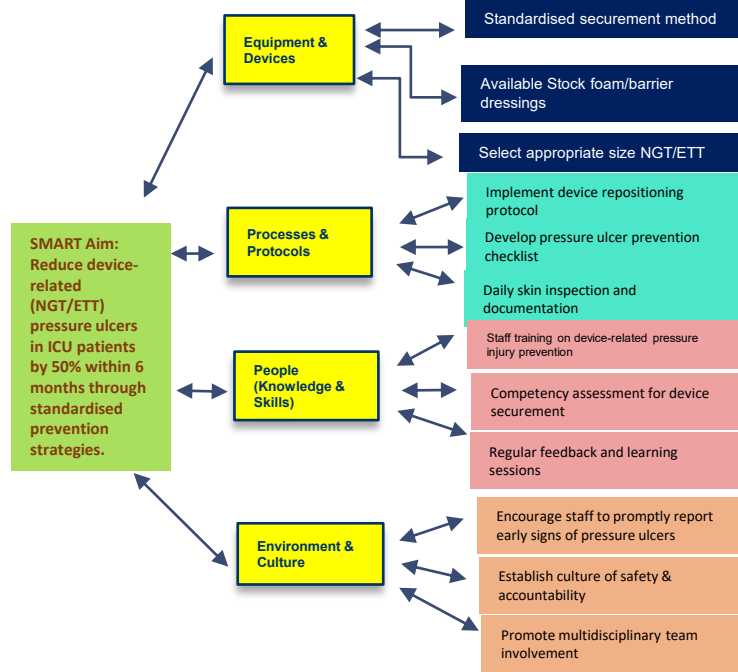 SMART Aim:
Reduce device-
related
(NGT/ETT)
pressure ulcers
in ICU patients
by 50% within 6
months through
standardised
prevention
strategies.
Equipment &
Devices
Standardised securement method
Available Stock foam/barrier
dressings
Select appropriate size NGT/ETT
Processes &
Protocols
Implement device repositioning
protocol
Develop pressure ulcer prevention
checklist
Daily skin inspection and
documentation
People
(Knowledge &
Skills)
Staff training on device-related pressure
injury prevention
Competency assessment for device
securement
Regular feedback and learning
sessions
Environment &
Culture
Encourage staff to promptly report
early signs of pressure ulcers
Establish culture of safety &
accountability
Promote multidisciplinary team
involvement